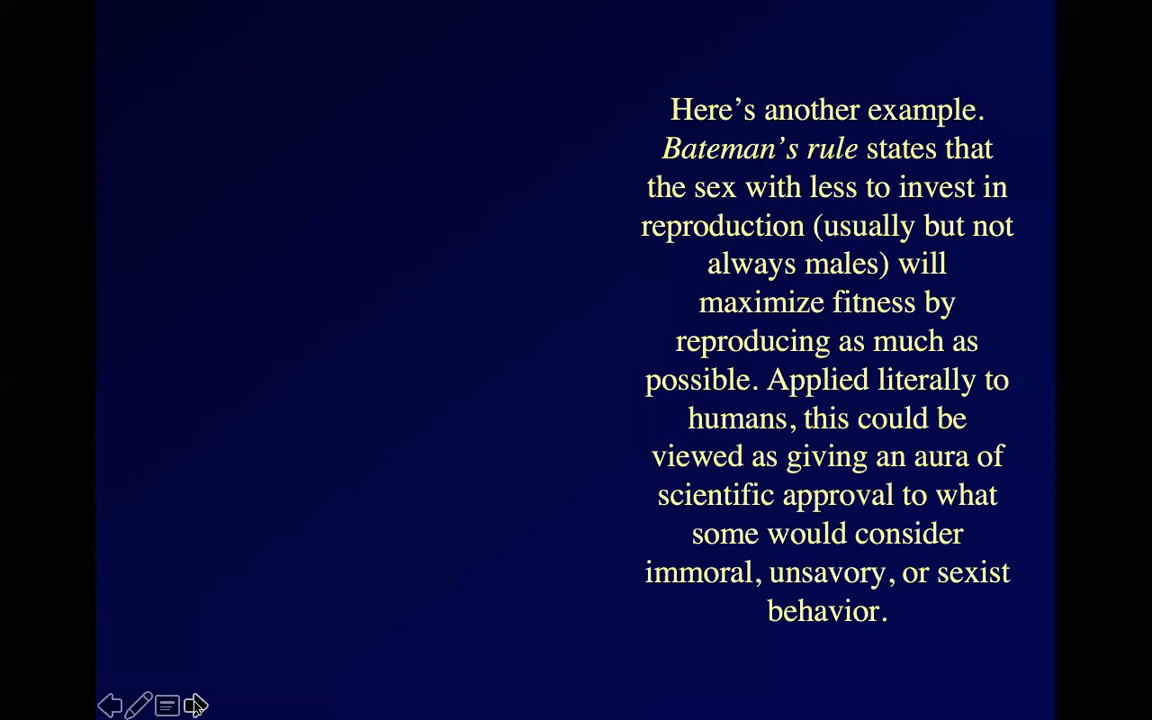 Here’s another example.
Bateman’s rule states that
the sex with less to invest in
reproduction (usually but not
always males) will
maximize fitness by
reproducing as much as
possible. Applied literally to
humans, this could be
viewed as giving an aura of
scientific approval to what
some would consider
immoral, unsavory, or sexist
behavior.